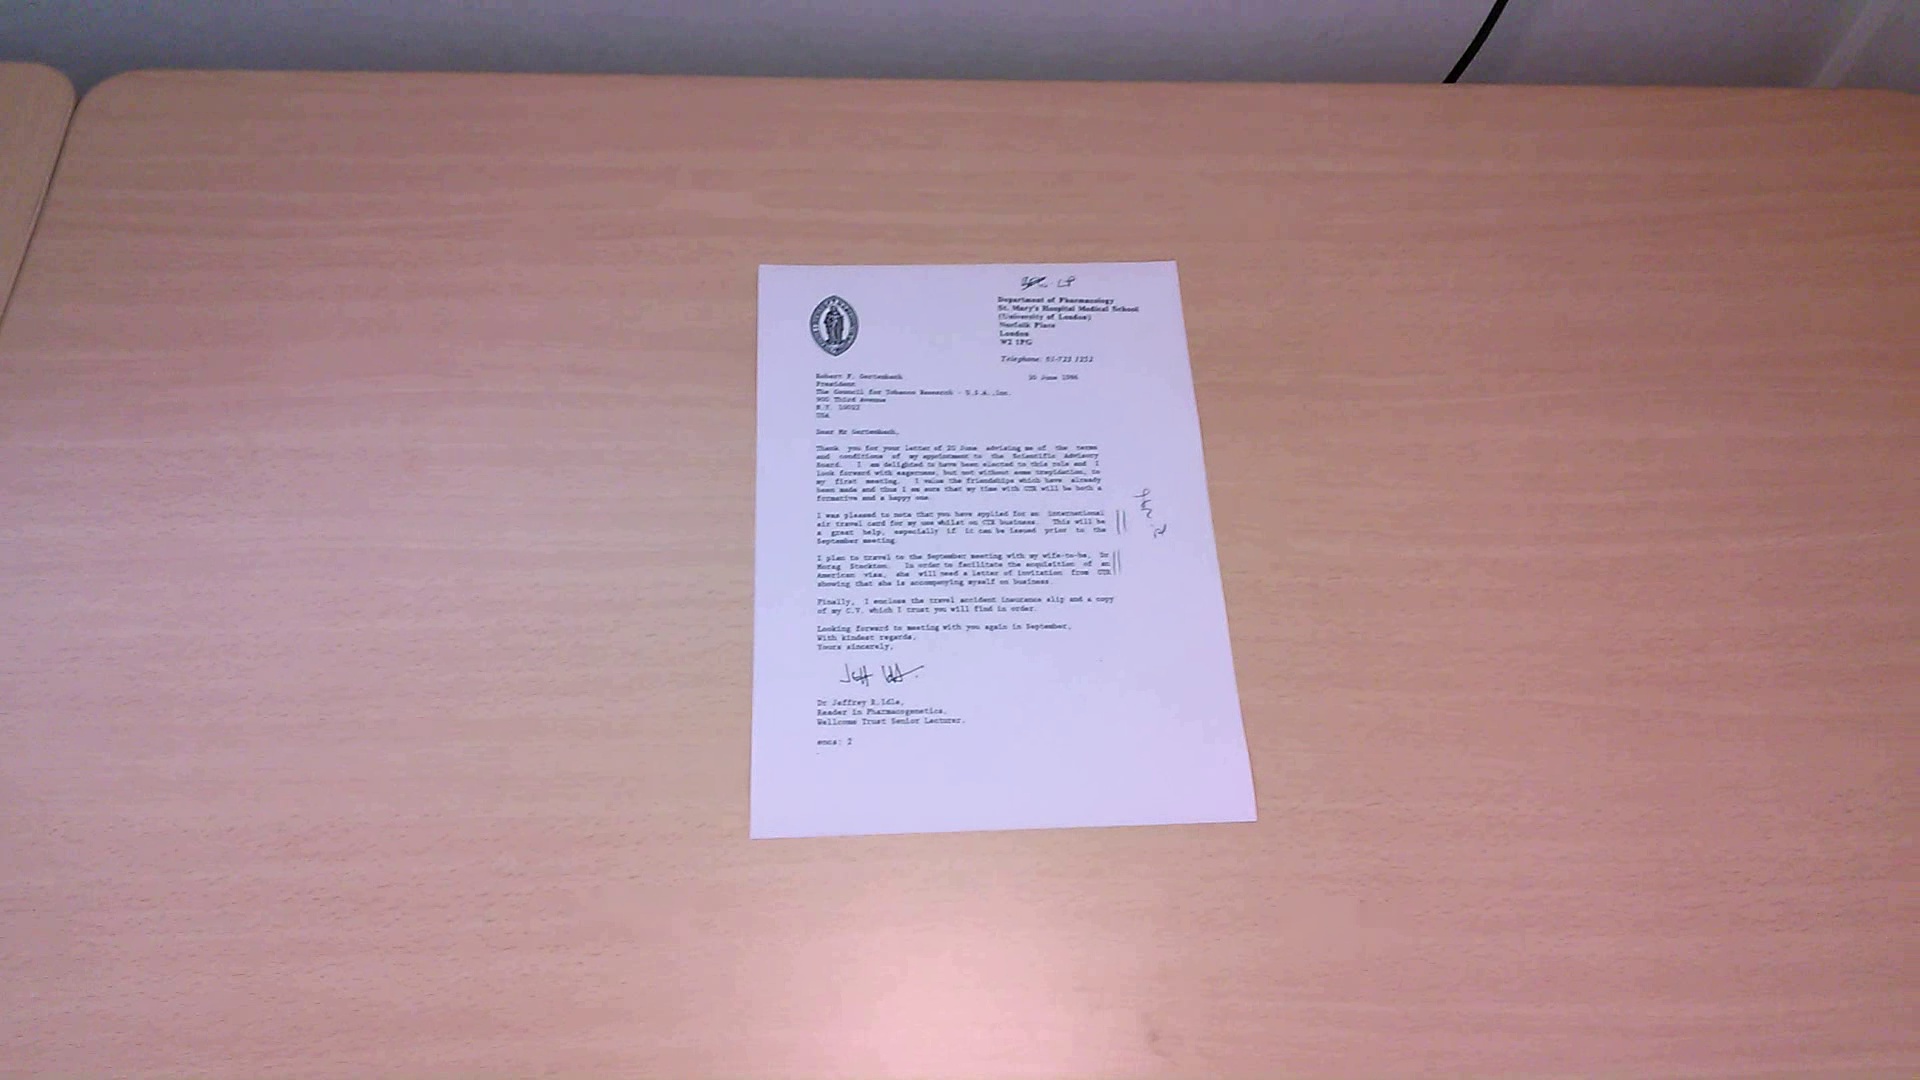 Department of Pharmacology
St. Mary's Hospital Medical School
(University of London)
Norfolk Place
London
W2 1PG
Telephone: 01-723 1252
Robert F. Gertenbach
30 June 1986
President
The Council for Tobacco Research - U.S.A.,Inc.
900 Third Avenue
N.Y. 10022
USA
Dear Mr Gertenbach,
Thank you for your letter of 25 June advising me of the terms
and conditions of my appointment to the Scientific Advisory
Board. I am delighted to have been elected to this role and I
look forward with eagerness, but not without some trepidation, to
my first meeting. I value the friendships which have already
been made and thus I am sure that my time with CTR will be both a
formative and a happy one.
I was pleased to note that you have applied for an international
air travel card for my use whilst on CTR business. This will be
a great help, especially if it can be issued prior to the
September meeting.
I plan to travel to the September meeting with my wife-to-be, Dr
Morag Stockton. In order to facilitate the acquisition of an
American visa, she will need a letter of invitation from CTR
showing that she is accompanying myself on business.
Finally, I enclose the travel accident insurance slip and a copy
of my C.V. which I trust you will find in order.
Looking forward to meeting with you again in September,
With kindest regards,
Yours sincerely,
Dr Jeffrey R.Idle,
Reader in Pharmacogenetics,
Wellcome Trust Senior Lecturer.
encs: 2